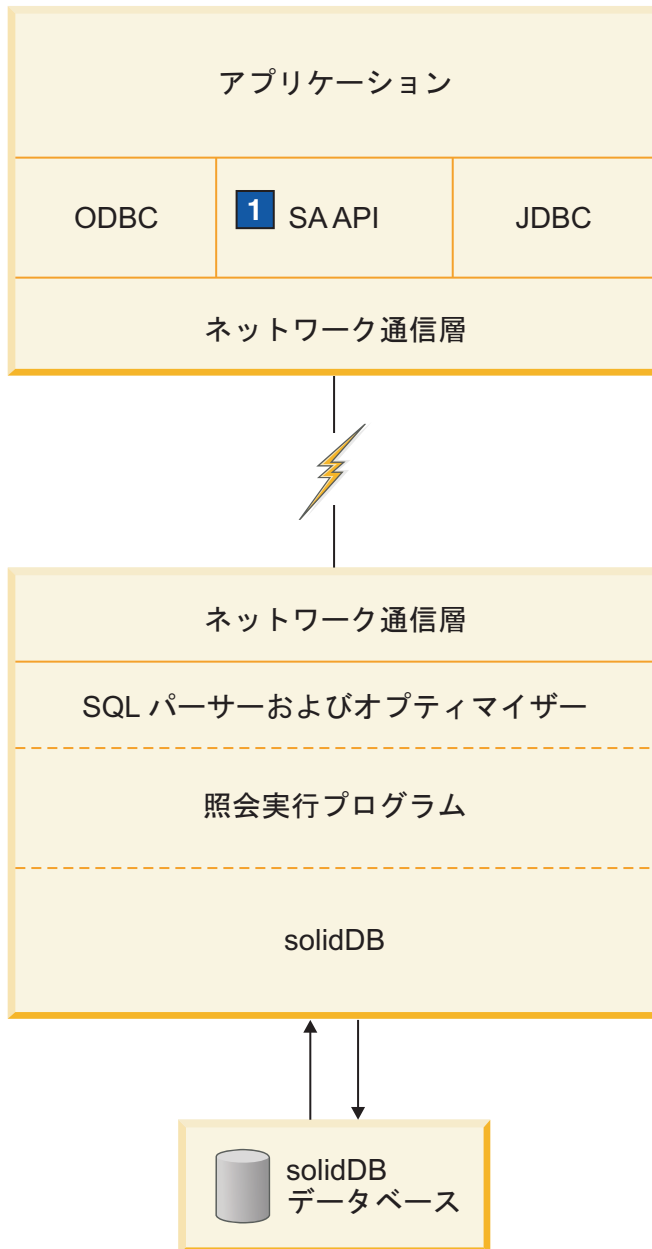 アプリケーション
ODBC
1 SA API
JDBC
ネットワーク通信層
ネットワーク通信層
SQL パーサーおよびオプティマイザー
照会実行プログラム
solidDB
solidDB
データベース